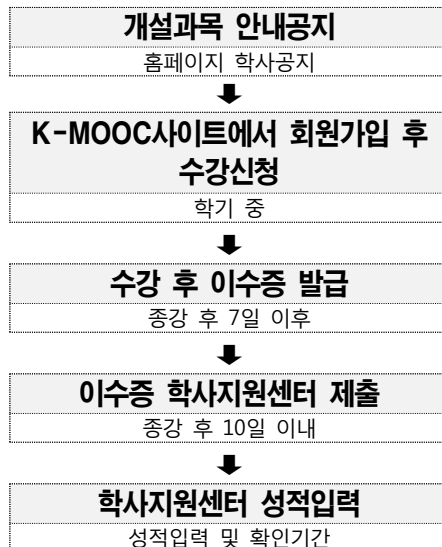 개설과목 안내공지
홈페이지 학사공지
K-MOOC사이트에서 회원가입 후
수강신청
학기 중
수강 후 이수증 발급
종강 후 7일 이후
이수증 학사지원센터 제출
종강 후 10일 이내
학사지원센터 성적입력
성적입력 및 확인기간